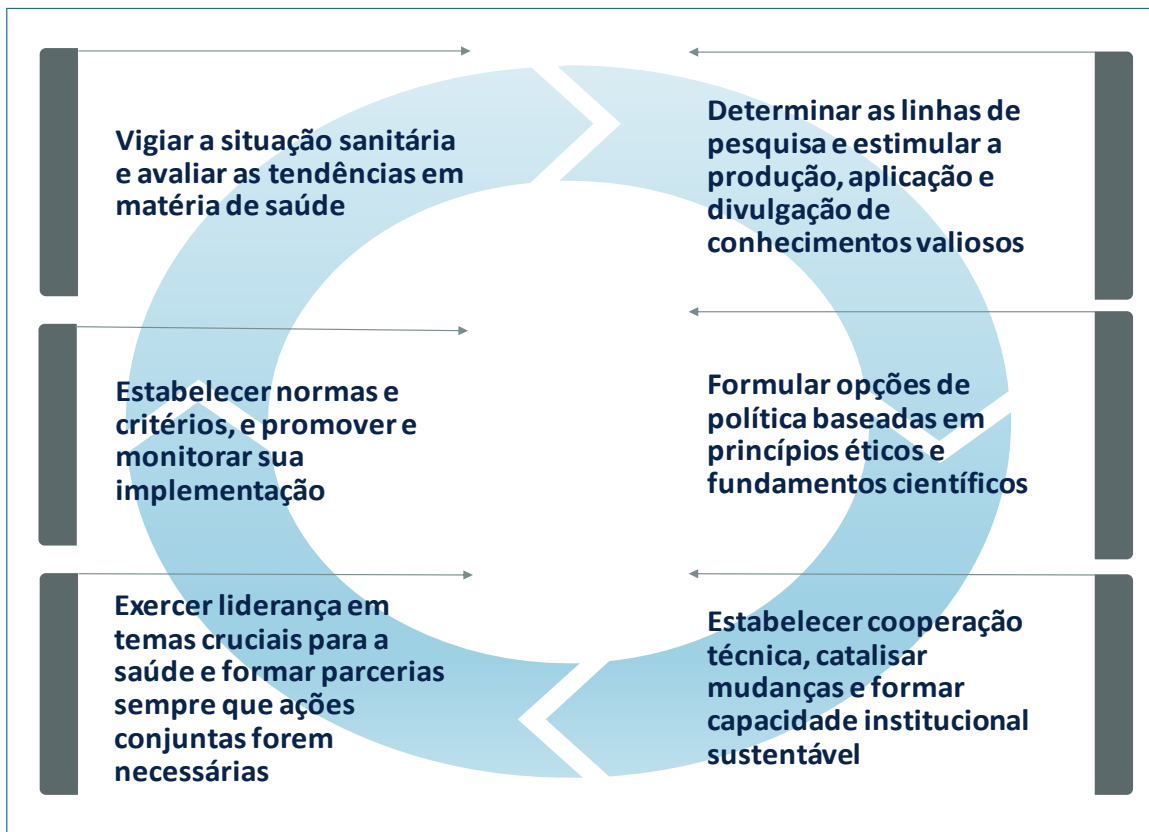 Vigiar a situação sanitária
e avaliar as tendências em
matéria de saúde
Estabelecer normas e
critérios, e promover e
monitorar sua
implementação
Exercer liderança em
temas cruciais para a
saúde e formar parcerias
sempre que ações
conjuntas forem
necessárias
Determinar as linhas de
pesquisa e estimular a
produção, aplicação e
divulgação de
conhecimentos valiosos
Formular opções de
política baseadas em
princípios éticos e
fundamentos científicos
Estabelecer cooperação
técnica, catalisar
mudanças e formar
capacidade institucional
sustentável